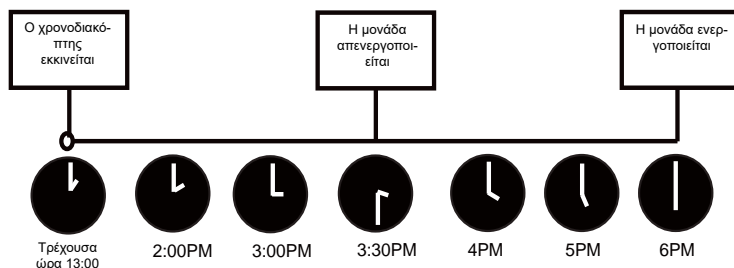 Ο χρονοδιακό-
πτης
εκκινείται
Η μονάδα
απενεργοποι-
είται
Η μονάδα ενερ-
γοποιείται
Τρέχουσα
ώρα 13:00
2:00PM
3:00PM
3:30PM
4PM
5PM
6PM